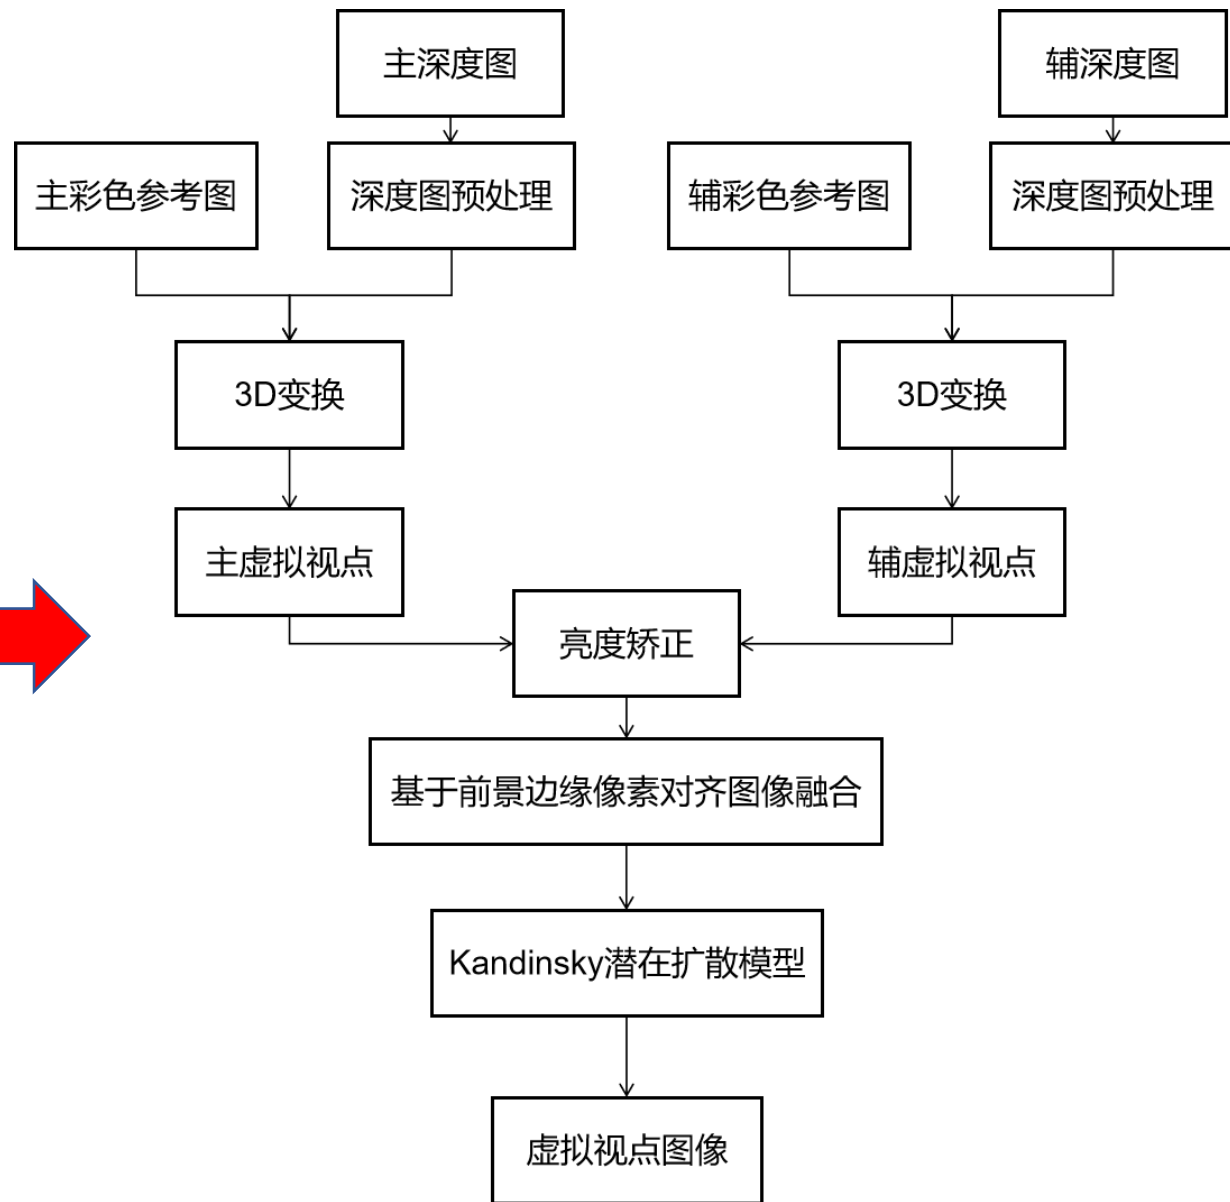 主深度图
辅深度图
主彩色参考图
深度图预处理
辅彩色参考图
深度图预处理
3D变换
3D变换
主虚拟视点
辅虚拟视点
亮度矫正
基于前景边缘像素对齐图像融合
Kandinsky潜在扩散模型
虚拟视点图像